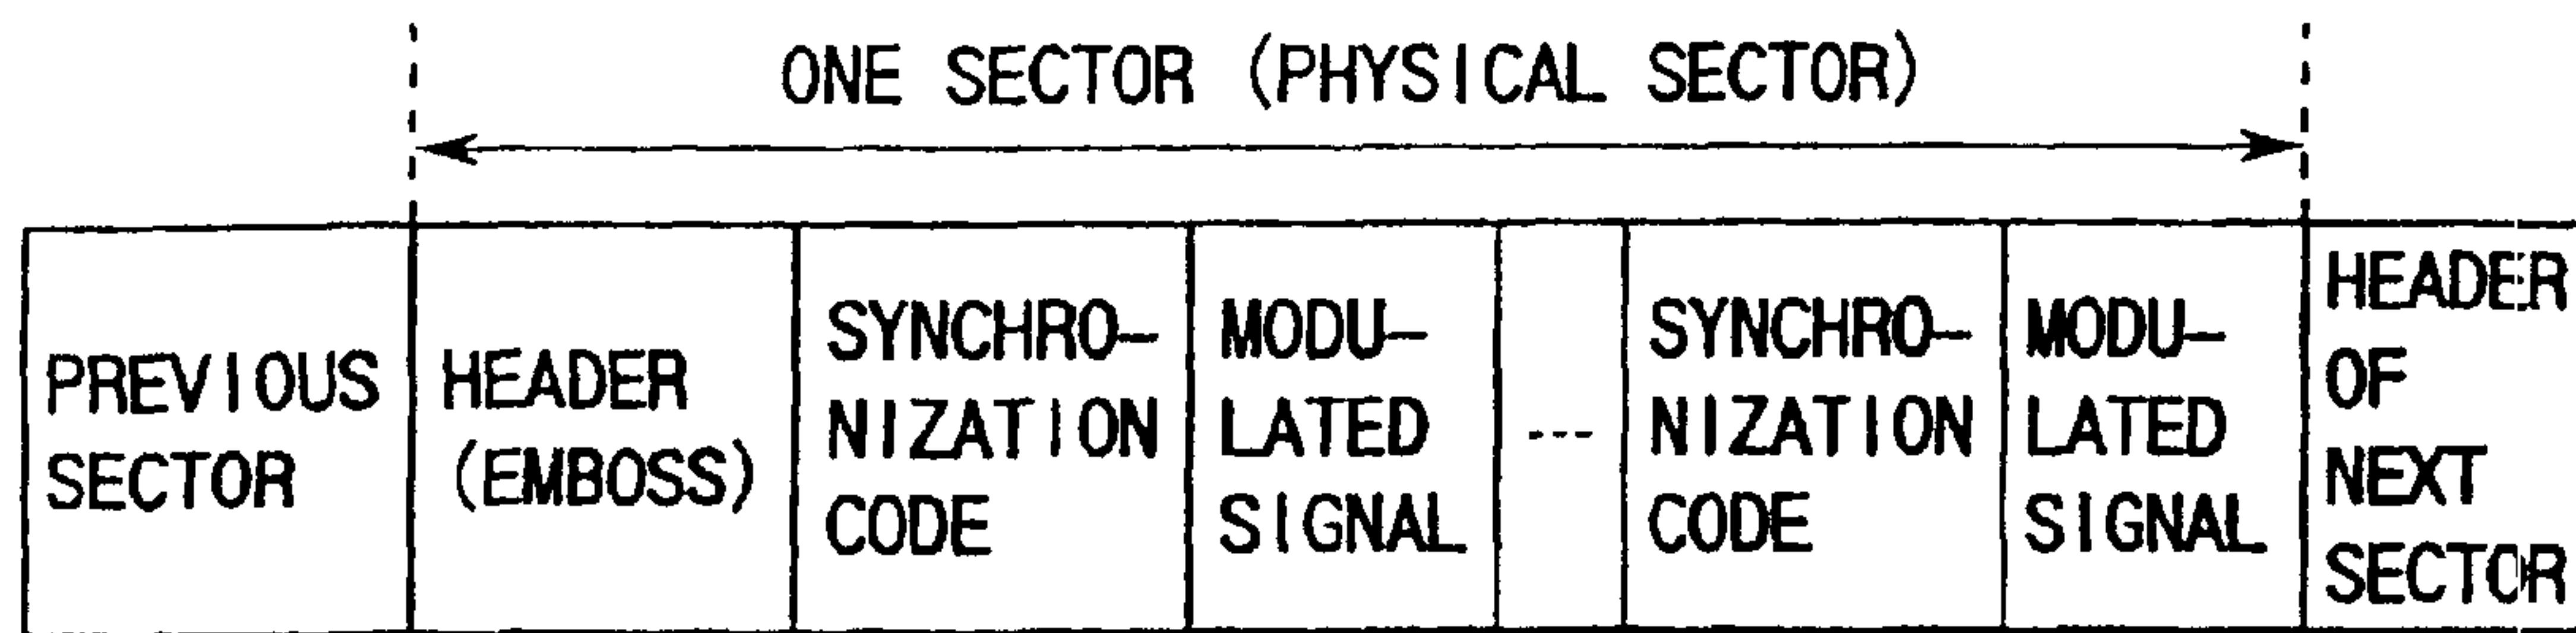 ONE SECTOR (PHYSICAL SECTOR)
PREVIOUS
SECTOR
HEADER
(EMBOSS)
SYNCHRO–
NIZATION
CODE
MODU–
LATED
SIGNAL
---
SYNCHRO–
NIZATION
CODE
MODU–
LATED
SIGNAL
HEADER
OF
NEXT
SECTOR